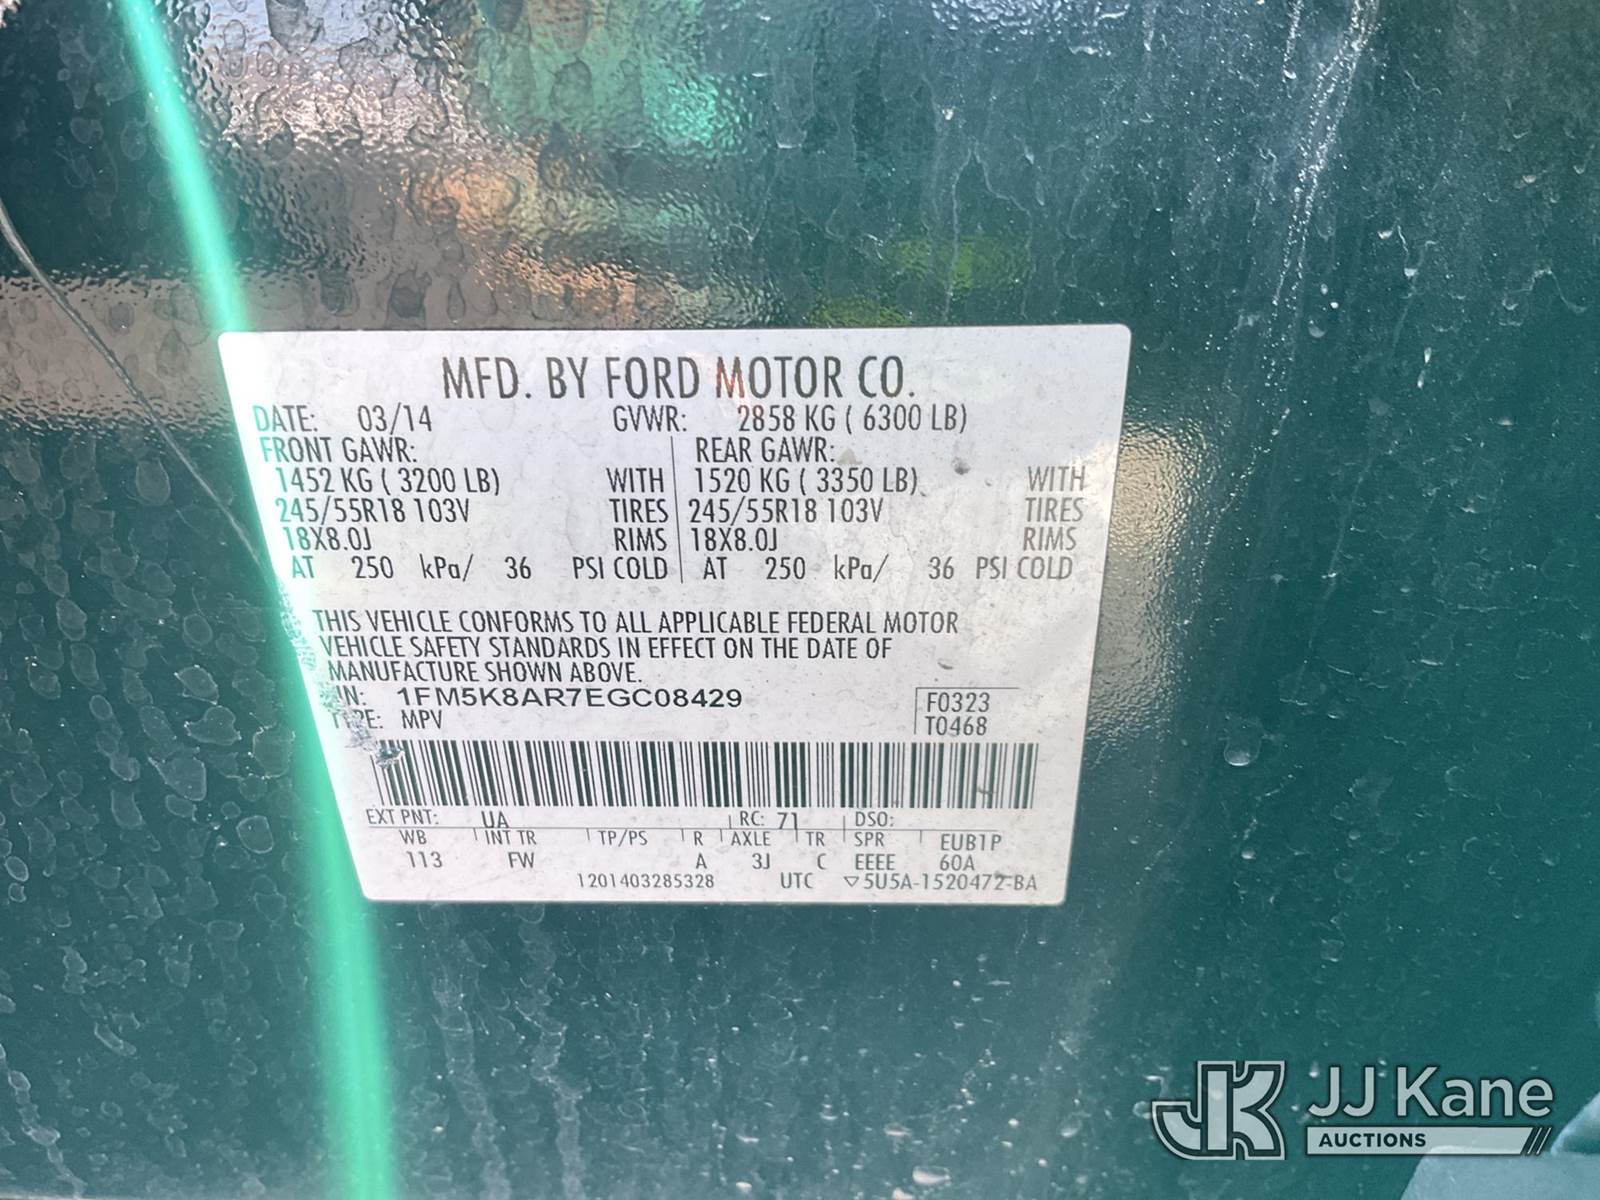 MFD. BY FORD MOTOR CO.
DATE: 03/14 GVWR: 2858 KG ( 6300 LB)
FRONT GAWR: REAR GAWR:
1452 KG ( 3200 LB) WITH 1520 KG ( 3350 LB) WITH
245/55R18 103V TIRES 245/55R18 103V TIRES
18X8.0J RIMS 18X8.0J RIMS
AT 250 kPa/ 36 PSI COLD AT 250 kPa/ 36 PSI COLD
THIS VEHICLE CONFORMS TO ALL APPLICABLE FEDERAL MOTOR
VEHICLE SAFETY STANDARDS IN EFFECT ON THE DATE OF
MANUFACTURE SHOWN ABOVE.
VIN: 1FM5K8AR7EGC08429 F0323
TYPE: MPV T0468
EXT PNT: UA RC: 71 DSO:
WB INT TR TP/PS R AXLE TR SPR EUB1P
113 FW A 3J C EEEE 60A
1201403285328 UTC ▽5U5A-1520472-BA
JK JJ Kane
AUCTIONS